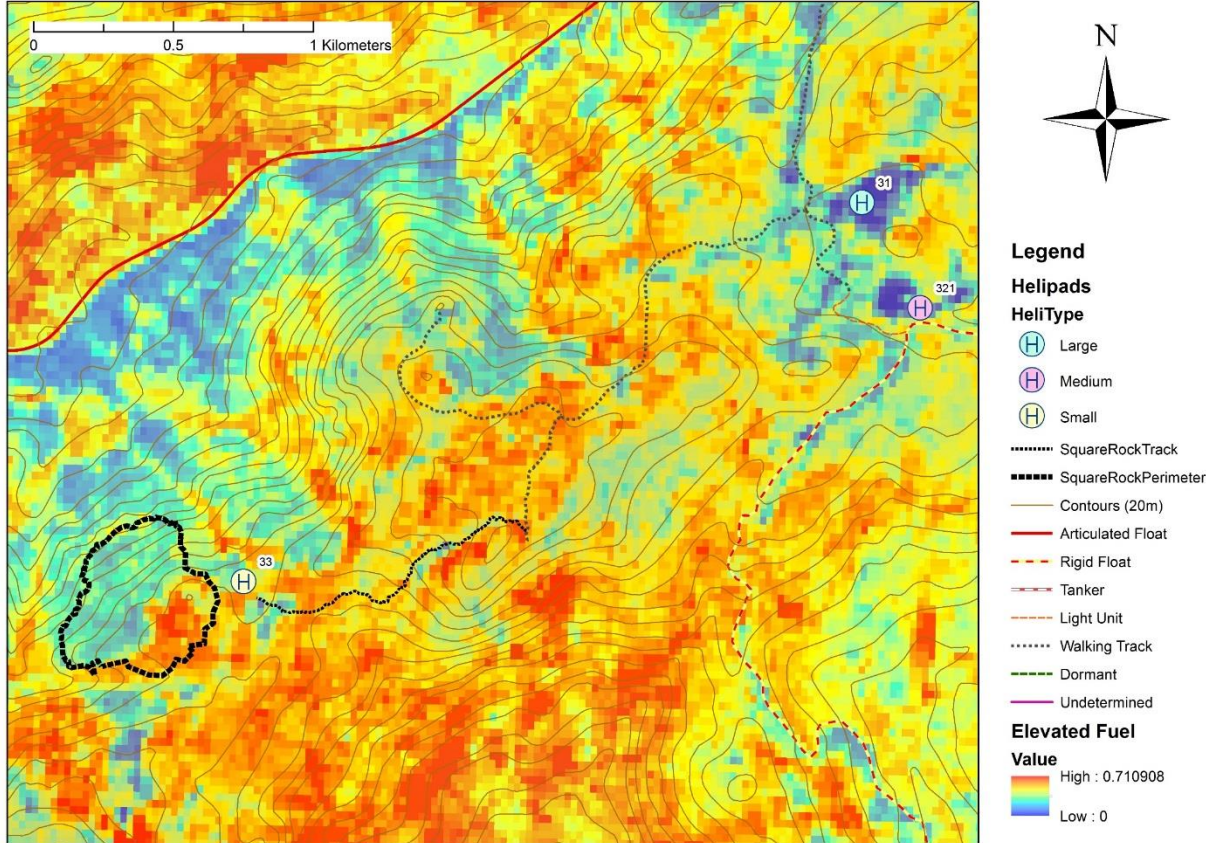 0 0.5 1 Kilometers
31
321
33
N
Legend
Helipads
HeliType
H Large
H Medium
H Small
SquareRockTrack
SquareRockPerimeter
Contours (20m)
Articulated Float
Rigid Float
Tanker
Light Unit
Walking Track
Dormant
Undetermined
Elevated Fuel
Value
High : 0.710908
Low : 0